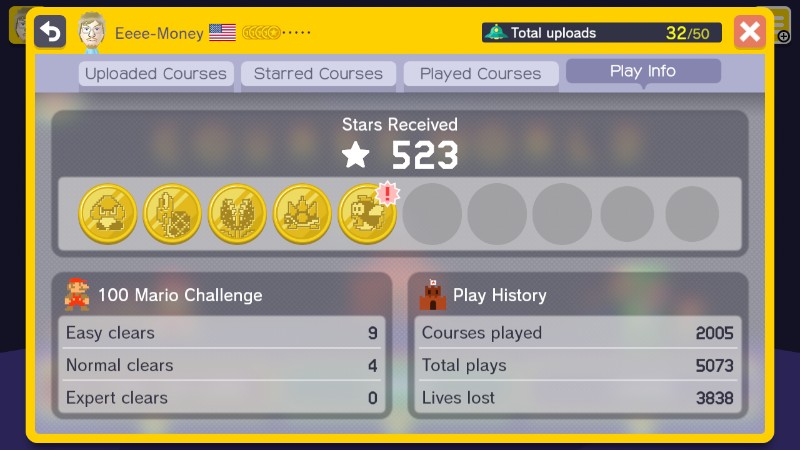 Eeee-Money
Total uploads 32/50
Uploaded Courses Starred Courses Played Courses Play Info
Stars Received
523
!
100 Mario Challenge
Easy clears 9
Normal clears 4
Expert clears 0
Play History
Courses played 2005
Total plays 5073
Lives lost 3838